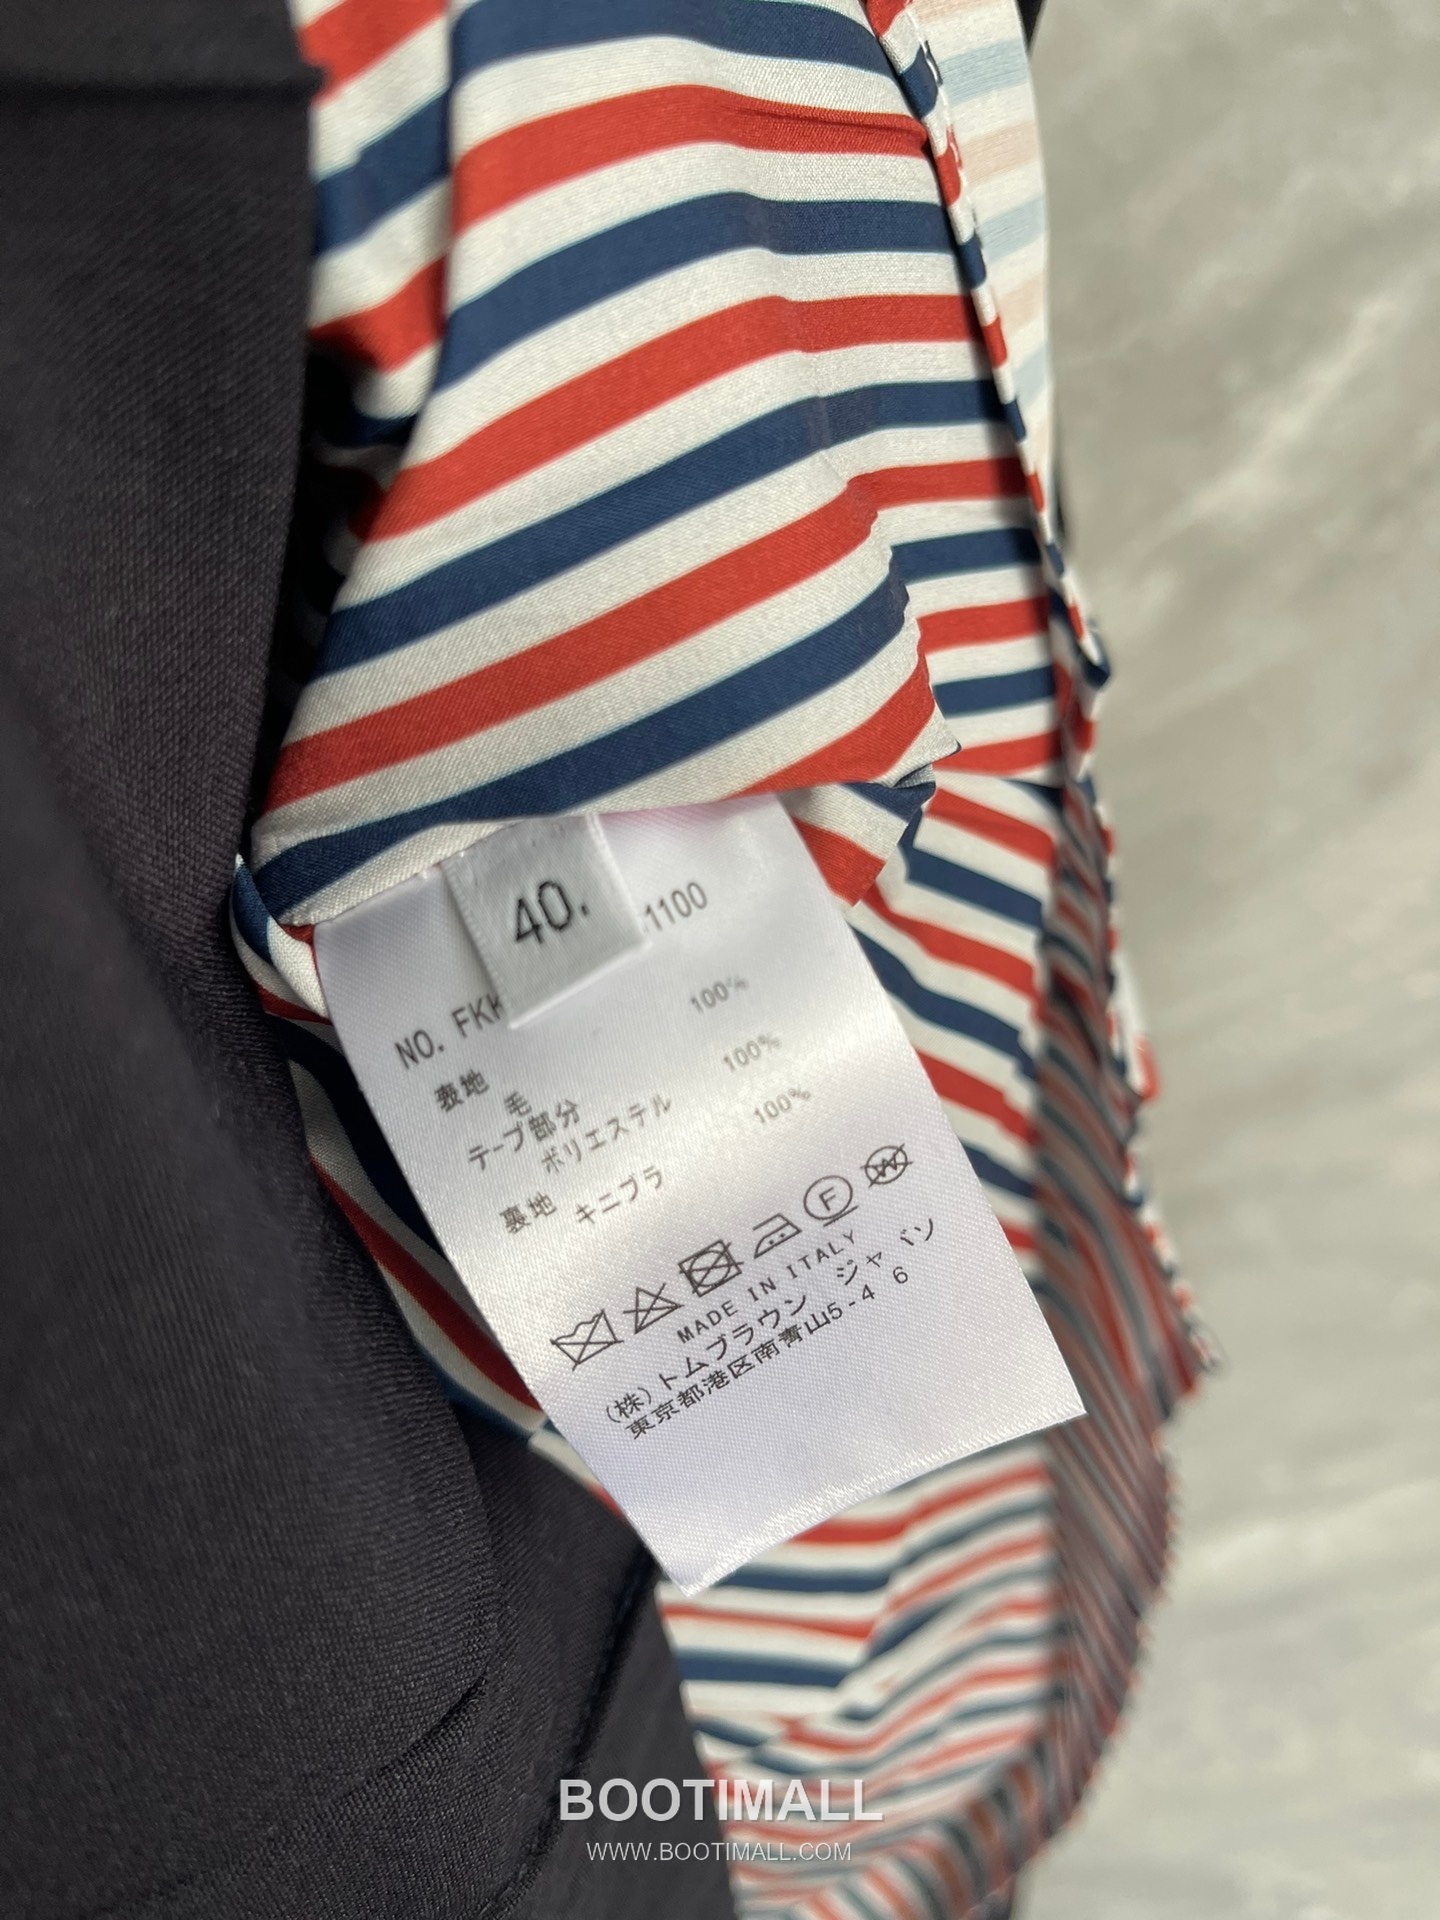 40.
NO. FKK 1100
表地
毛 100%
テープ部分
ポリエステル 100%
裏地 キニプラ 100%
F W
MADE IN ITALY
(株)トムブラウン ジャパン
東京都港区南青山5-4 6
BOOTIMALL
WWW.BOOTIMALL.COM